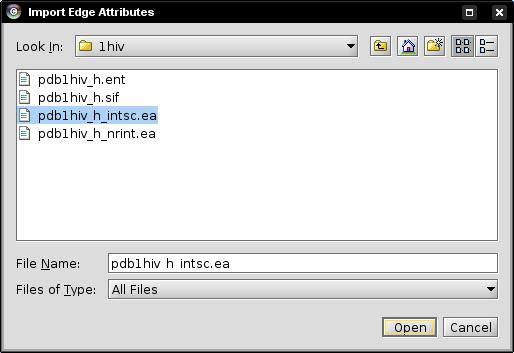 Import Edge Attributes
Look In: 1hiv
pdb1hiv_h.ent
pdb1hiv_h.sif
pdb1hiv_h_intsc.ea
pdb1hiv_h_nrint.ea
File Name: pdb1hiv_h_intsc.ea
Files of Type: All Files
Open Cancel